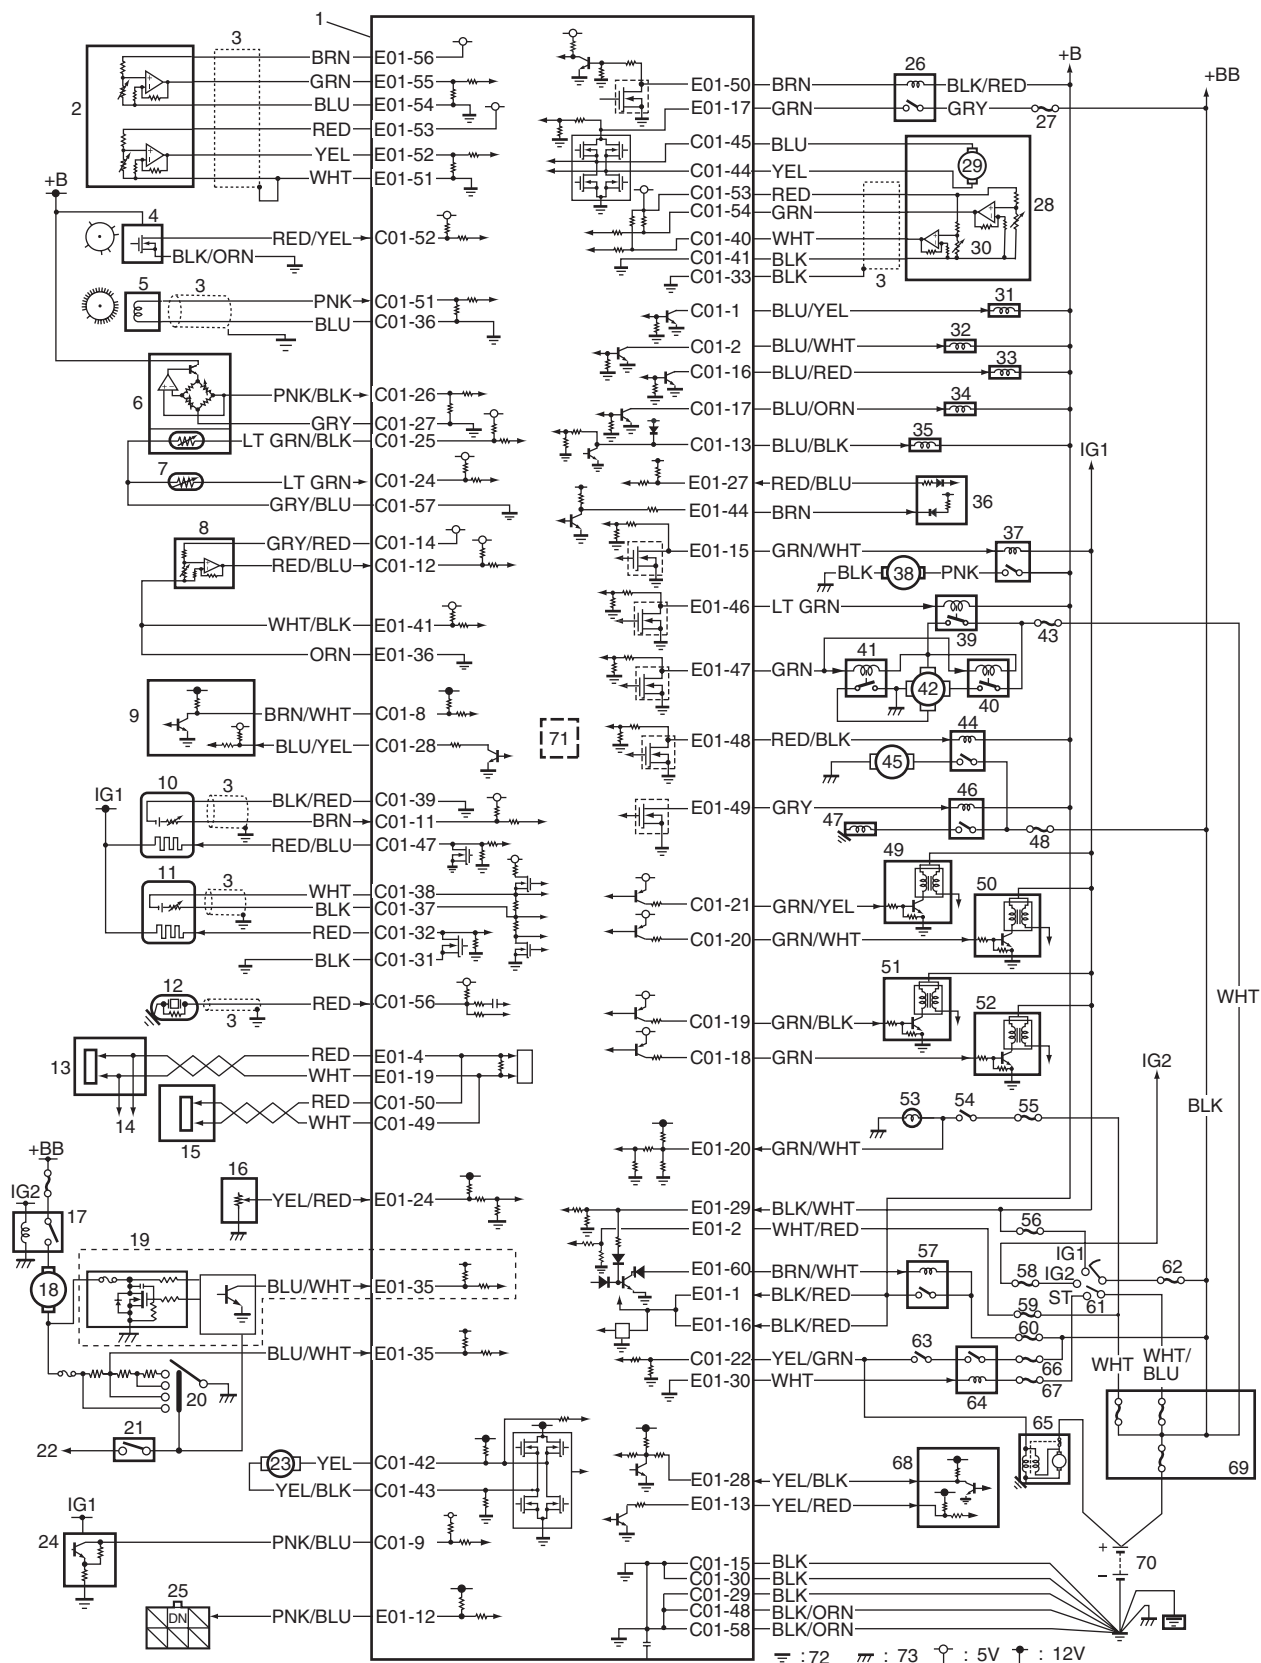 1
3
2
BRN E01-56
GRN E01-55
BLU E01-54
RED E01-53
YEL E01-52
WHT E01-51
+B
4
RED/YEL C01-52
BLK/ORN
5
3
PNK C01-51
BLU C01-36
6
PNK/BLK C01-26
GRY C01-27
LT GRN/BLK C01-25
7
LT GRN C01-24
GRY/BLU C01-57
8
GRY/RED C01-14
RED/BLU C01-12
WHT/BLK E01-41
ORN E01-36
9
BRN/WHT C01-8
BLU/YEL C01-28
71
IG1
10
3
BLK/RED C01-39
BRN C01-11
RED/BLU C01-47
11
3
WHT C01-38
BLK C01-37
RED C01-32
BLK C01-31
12
3
RED C01-56
13
RED E01-4
WHT E01-19
14
RED C01-50
WHT C01-49
15
+BB
IG2
16
YEL/RED E01-24
17
18
19
BLU/WHT E01-35
BLU/WHT E01-35
20
21
22
23
YEL C01-42
YEL/BLK C01-43
IG1
24
PNK/BLU C01-9
25
DN
PNK/BLU E01-12
+B
+BB
26
E01-50 BRN BLK/RED
E01-17 GRN GRY
27
C01-45 BLU
29
C01-44 YEL
C01-53 RED
28
C01-54 GRN
C01-40 WHT
30
C01-41 BLK
C01-33 BLK
3
31
C01-1 BLU/YEL
32
C01-2 BLU/WHT
33
C01-16 BLU/RED
34
C01-17 BLU/ORN
35
C01-13 BLU/BLK
IG1
E01-27 RED/BLU
36
E01-44 BRN
37
E01-15 GRN/WHT
BLK 38 PNK
E01-46 LT GRN
39
43
41
E01-47 GRN
42
40
44
E01-48 RED/BLK
45
46
E01-49 GRY
47
48
49
50
C01-21 GRN/YEL
C01-20 GRN/WHT
51
52
WHT
C01-19 GRN/BLK
C01-18 GRN
IG2
53
54
55
BLK
E01-20 GRN/WHT
E01-29 BLK/WHT
E01-2 WHT/RED
56
57
IG1
E01-60 BRN/WHT
58
IG2
62
E01-1 BLK/RED
ST
61
59
E01-16 BLK/RED
60
C01-22 YEL/GRN
63
66
WHT
WHT/
BLU
E01-30 WHT
64
67
65
69
E01-28 YEL/BLK
68
E01-13 YEL/RED
+
70
−
C01-15 BLK
C01-30 BLK
C01-29 BLK
C01-48 BLK/ORN
C01-58 BLK/ORN
: 72 : 73 : 5V : 12V